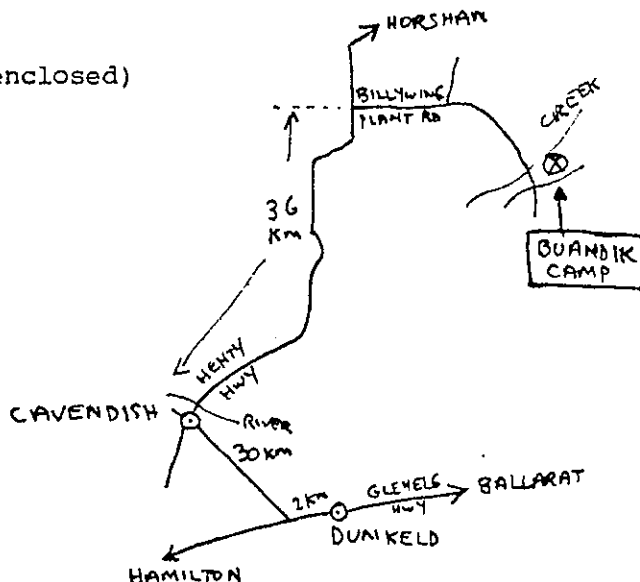 HORSHAM
enclosed)
BILLYWING
PLANT RD
CREEK
36
Km
BUANDIK
CAMP
HENTY
HWY
CAVENDISH
RIVER
30Km
2Km
GLENELG
HWY
BALLARAT
DUNKELD
HAMILTON